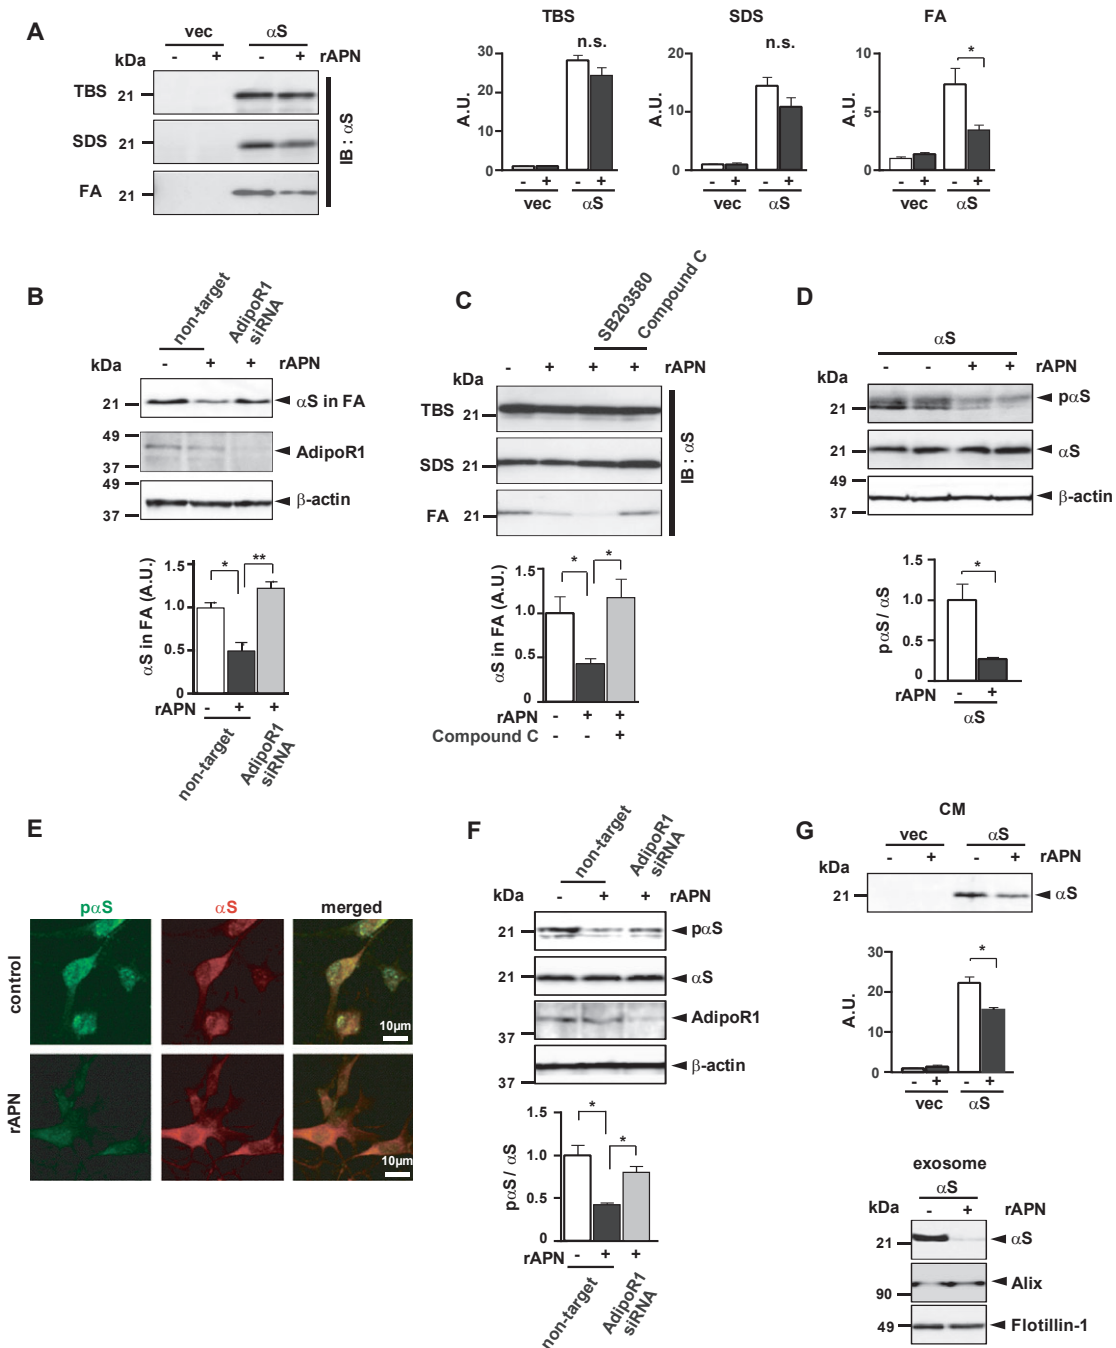 A
vec
αS
kDa
-
+
-
+
rAPN
TBS
21
SDS
21
FA
21
IB : αS
TBS
A.U.
30
20
10
0
n.s.
-
+
-
+
vec
αS
SDS
A.U.
20
10
0
n.s.
-
+
-
+
vec
αS
FA
A.U.
10
8
6
4
2
0
*
-
+
-
+
vec
αS
B
non-target
AdipoR1
siRNA
kDa
-
+
+
rAPN
21
αS in FA
49
AdipoR1
37
49
β-actin
37
αS in FA (A.U.)
1.5
1.0
0.5
0
*
**
rAPN
-
+
+
non-target
AdipoR1
siRNA
C
SB203580
Compound C
-
+
+
+
rAPN
kDa
TBS
21
SDS
21
FA
21
IB : αS
αS in FA (A.U.)
1.5
1.0
0.5
0
*
*
rAPN
-
+
+
Compound C
-
-
+
D
αS
-
-
+
+
rAPN
kDa
21
pαS
21
αS
49
β-actin
37
pαS / αS
1.5
1.0
0.5
0
*
rAPN
-
+
αS
E
pαS
αS
merged
control
10μm
rAPN
10μm
F
non-target
AdipoR1
siRNA
kDa
-
+
+
rAPN
21
pαS
21
αS
AdipoR1
37
β-actin
37
pαS / αS
1.5
1.0
0.5
0
*
*
rAPN
-
+
+
non-target
AdipoR1
siRNA
G
CM
vec
αS
-
+
-
+
rAPN
kDa
21
αS
A.U.
30
20
10
0
*
-
+
-
+
vec
αS
exosome
αS
kDa
-
+
rAPN
21
αS
Alix
90
49
Flotillin-1